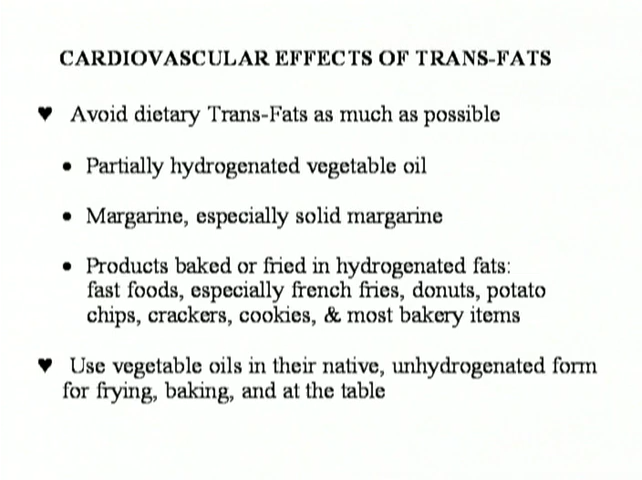 CARDIOVASCULAR EFFECTS OF TRANS-FATS
♥ Avoid dietary Trans-Fats as much as possible
• Partially hydrogenated vegetable oil
• Margarine, especially solid margarine
• Products baked or fried in hydrogenated fats:
fast foods, especially french fries, donuts, potato
chips, crackers, cookies, & most bakery items
♥ Use vegetable oils in their native, unhydrogenated form
for frying, baking, and at the table